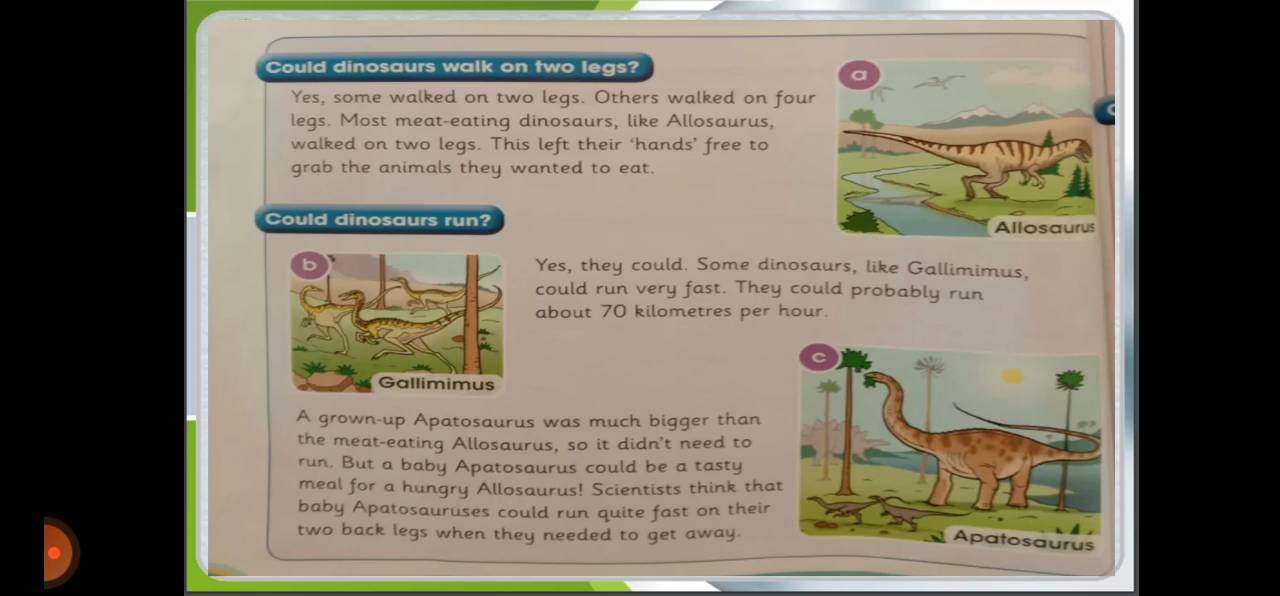 Could dinosaurs walk on two legs?
Yes, some walked on two legs. Others walked on four
legs. Most meat-eating dinosaurs, like Allosaurus,
walked on two legs. This left their ‘hands’ free to
grab the animals they wanted to eat.
a
Allosaurus
Could dinosaurs run?
b
Gallimimus
Yes, they could. Some dinosaurs, like Gallimimus,
could run very fast. They could probably run
about 70 kilometres per hour.
A grown-up Apatosaurus was much bigger than
the meat-eating Allosaurus, so it didn’t need to
run. But a baby Apatosaurus could be a tasty
meal for a hungry Allosaurus! Scientists think that
baby Apatosauruses could run quite fast on their
two back legs when they needed to get away.
c
Apatosaurus